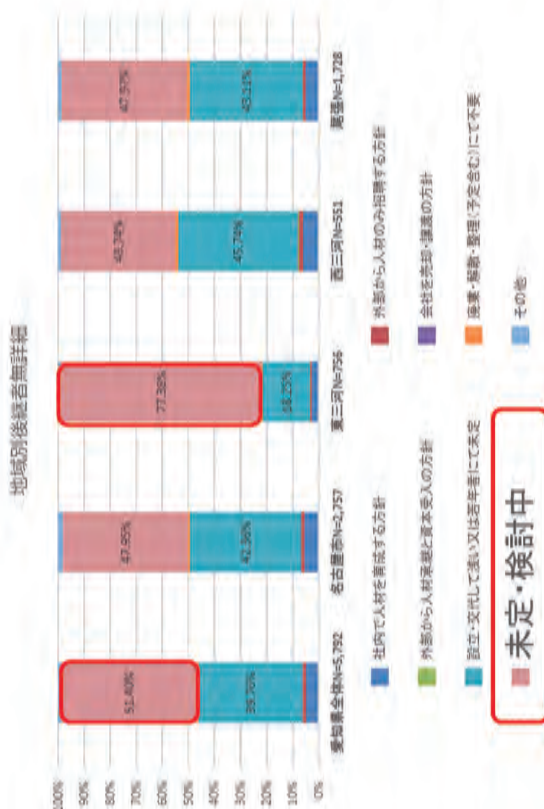 地域別後継者無詳細
100%
90%
80%
70%
60%
50%
40%
30%
20%
10%
0%
51.40%
39.70%
47.95%
42.36%
77.38%
18.25%
45.74%
47.97%
43.11%
愛知県全体N=5,792
名古屋市N=2,757
東三河N=756
西三河N=551
尾張N=1,728
社内で人材を育成する方針
外部から人材のみ招聘する方針
外部から人材承継と資本受入の方針
会社を売却・譲渡の方針
設立・交代して浅い又は若年者にて未定
廃業・解散・整理(予定含む)にて不要
未定・検討中
その他